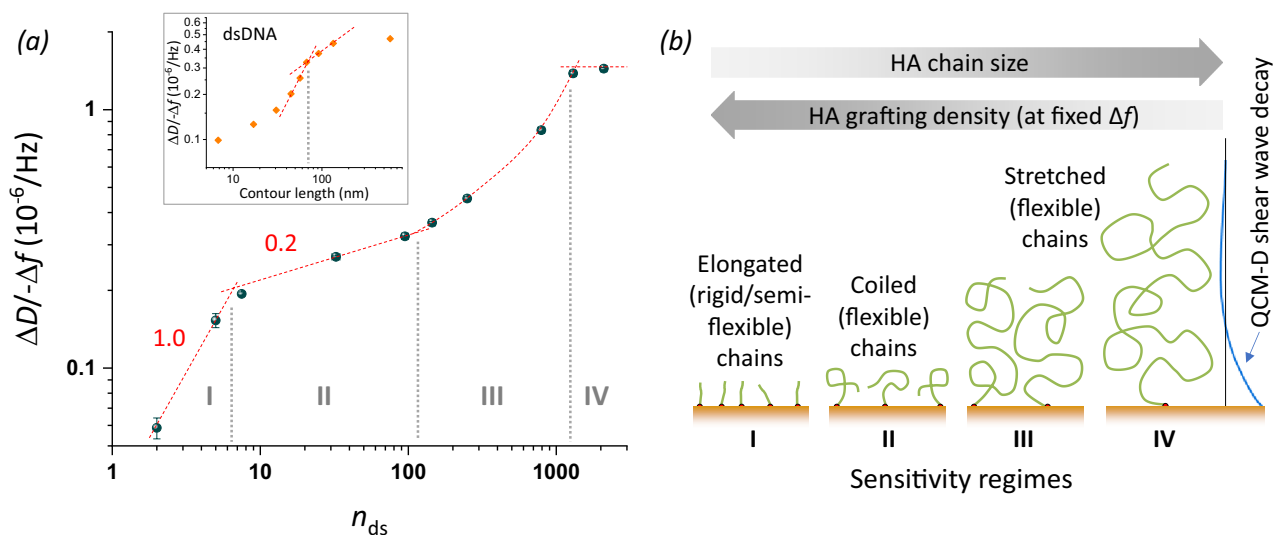 (a)
dsDNA
ΔD/-Δf (10⁻⁶/Hz)
0.6
0.5
0.4
0.3
0.2
0.1
10
100
Contour length (nm)
ΔD/-Δf (10⁻⁶/Hz)
1
0.1
1.0
0.2
I
II
III
IV
1
10
100
1000
n_ds
(b)
HA chain size
HA grafting density (at fixed Δf)
QCM-D shear wave decay
Elongated
(rigid/semi-
flexible)
chains
Coiled
(flexible)
chains
Stretched
(flexible)
chains
I
II
III
IV
Sensitivity regimes